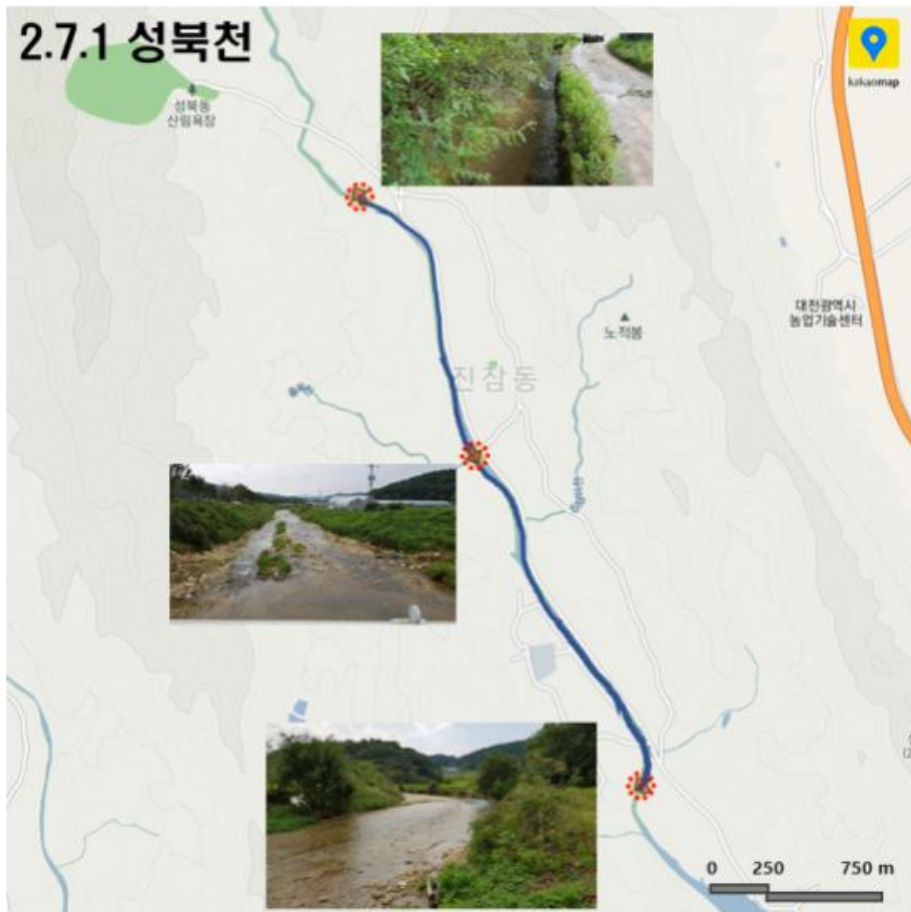 2.7.1 성북천
kakaomap
성북동
산림욕장
대전광역시
농업기술센터
노적봉
진잠동
0 250 750 m